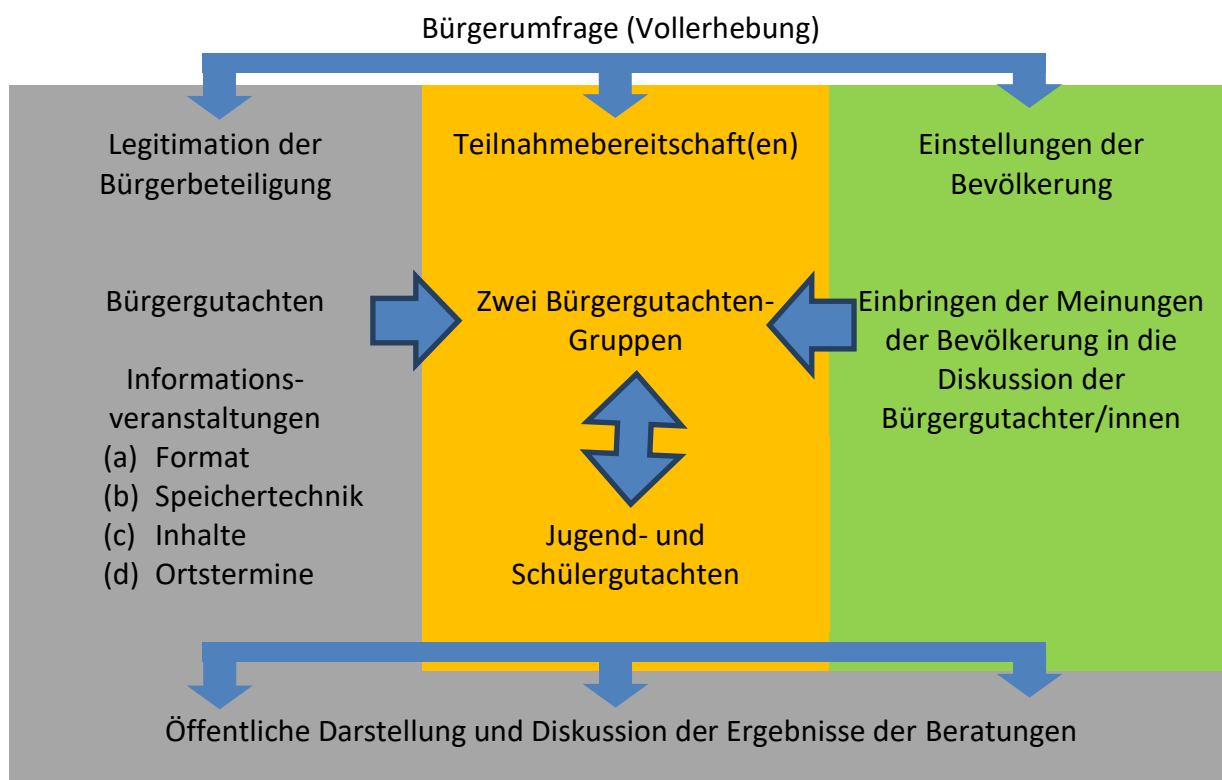 Bürgerumfrage (Vollerhebung)
Legitimation der
Bürgerbeteiligung
Teilnahmebereitschaft(en)
Einstellungen der
Bevölkerung
Bürgergutachten
Informations-
veranstaltungen
(a) Format
(b) Speichertechnik
(c) Inhalte
(d) Ortstermine
Zwei Bürgergutachten-
Gruppen
Jugend- und
Schülergutachten
Einbringen der Meinungen
der Bevölkerung in die
Diskussion der
Bürgergutachter/innen
Öffentliche Darstellung und Diskussion der Ergebnisse der Beratungen